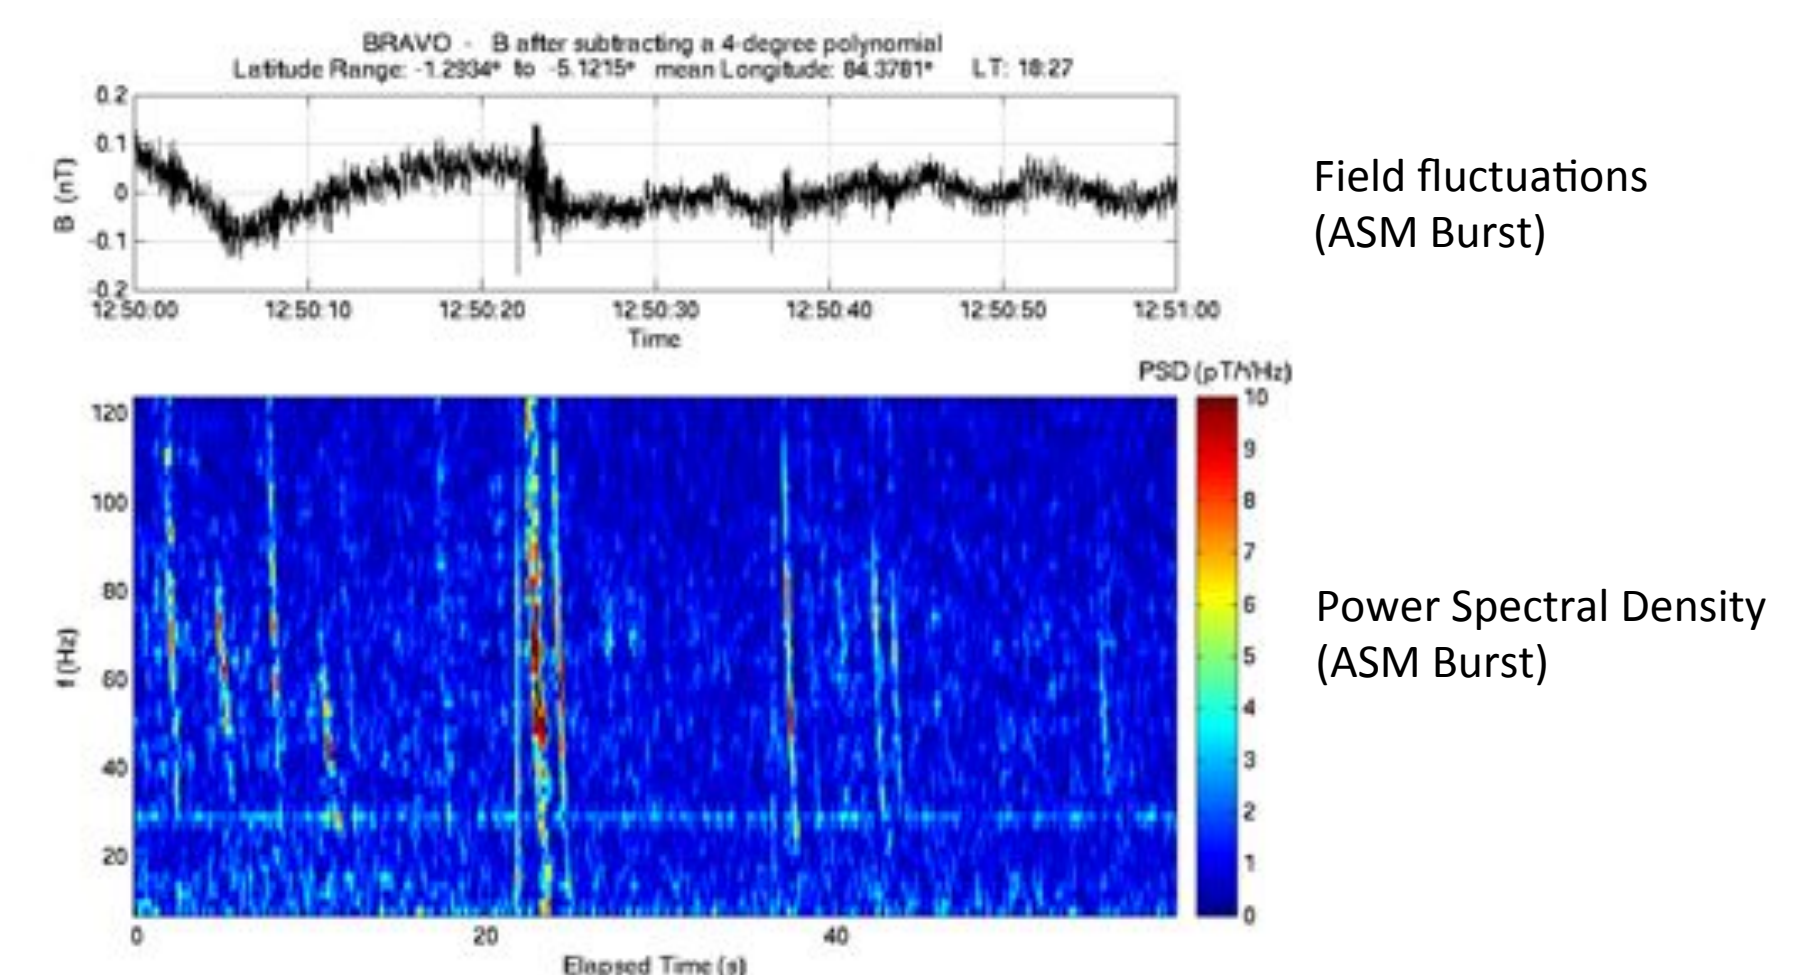 BRAVO - B after subtracting a 4-degree polynomial
Latitude Range: -1.2934° to -5.1215° mean Longitude: 84.3781° LT: 18:27
0.2
0.1
0
-0.1
-0.2
B (nT)
12:50:00 12:50:10 12:50:20 12:50:30 12:50:40 12:50:50 12:51:00
Time
Field fluctuations
(ASM Burst)
PSD (pT/√Hz)
120
100
80
60
40
20
f (Hz)
0 20 40
Elapsed Time (s)
10
9
8
7
6
5
4
3
2
1
0
Power Spectral Density
(ASM Burst)